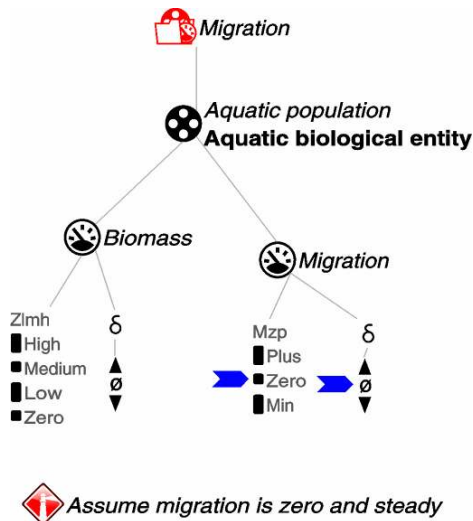 Migration
Aquatic population
Aquatic biological entity
Biomass
Migration
Zlmh
High
Medium
Low
Zero
δ
ø
Mzp
Plus
Zero
Min
δ
ø
Assume migration is zero and steady